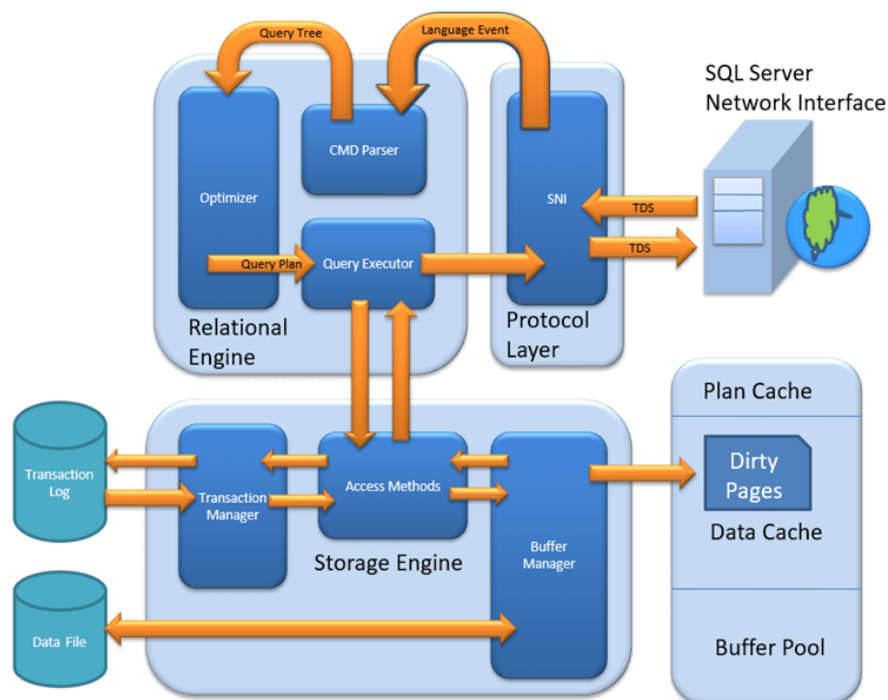 Query Tree
Language Event
SQL Server
Network Interface
CMD Parser
Optimizer
SNI
TDS
TDS
Query Plan
Query Executor
Relational
Engine
Protocol
Layer
Plan Cache
Transaction
Log
Transaction
Manager
Access Methods
Dirty
Pages
Data Cache
Storage Engine
Buffer
Manager
Data File
Buffer Pool